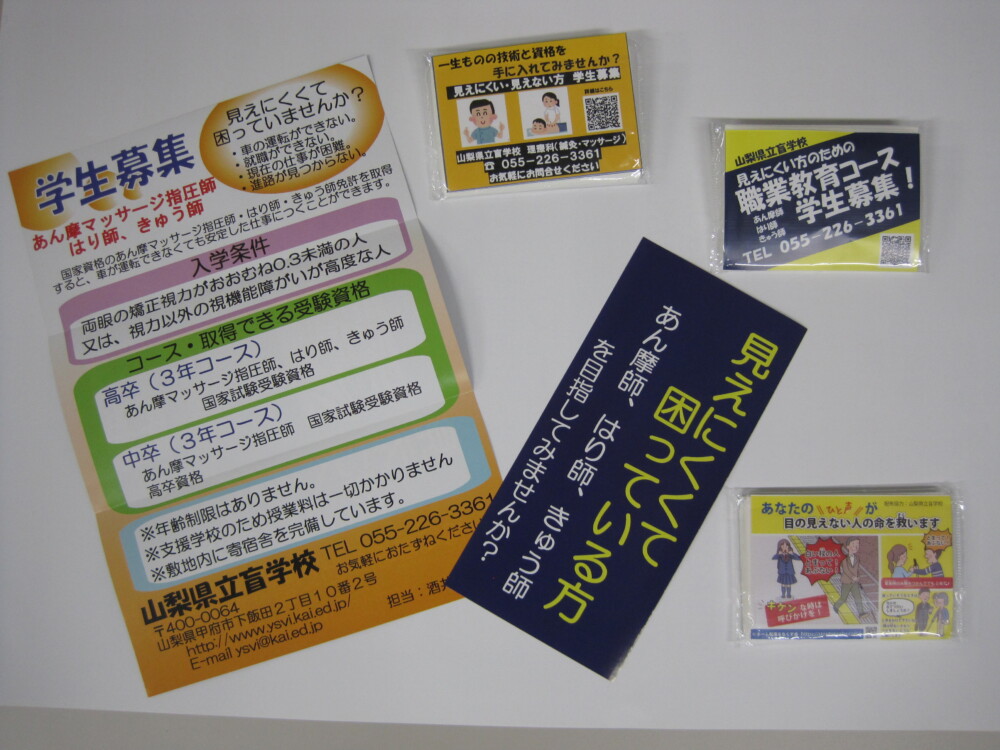 見えにくくて
困っていませんか？
・車の運転ができない。
・就職ができない。
・現在の仕事が困難。
・進路が見つからない。
学生募集
あん摩マッサージ指圧師
はり師、きゅう師
国家資格のあん摩マッサージ指圧師・はり師・きゅう師免許を取得
すると、車が運転できなくても安定した仕事につくことができます。
入学条件
両眼の矯正視力がおおむね0.3未満の人
又は、視力以外の視機能障がいが高度な人
コース・取得できる受験資格
高卒（３年コース）
あん摩マッサージ指圧師、はり師、きゅう師
国家試験受験資格
中卒（３年コース）
あん摩マッサージ指圧師　国家試験受験資格
高卒資格
※年齢制限はありません。
※支援学校のため授業料は一切かかりません
※敷地内に寄宿舎を完備しています。
山梨県立盲学校 TEL 055-226-3361
お気軽におたずねください
〒400-0064
山梨県甲府市下飯田２丁目１０番２号
http://www.ysvi.kai.ed.jp/
E-mail ysvi@kai.ed.jp
担当：酒井
一生ものの技術と資格を
手に入れてみませんか？
見えにくい・見えない方　学生募集
詳細はこちら
山梨県立盲学校　理療科（鍼灸・マッサージ）
☎ 055-226-3361
お気軽にお問合せください
山梨県立盲学校
見えにくい方のための
職業教育コース
あん摩師
はり師
きゅう師
学生募集！
TEL 055-226-3361
見えにくくて
困っている方
あん摩師、はり師、きゅう師
を目指してみませんか？
あなたの ひと声 が
目の見えない人の命を救います
キケンな時は
呼びかけを！